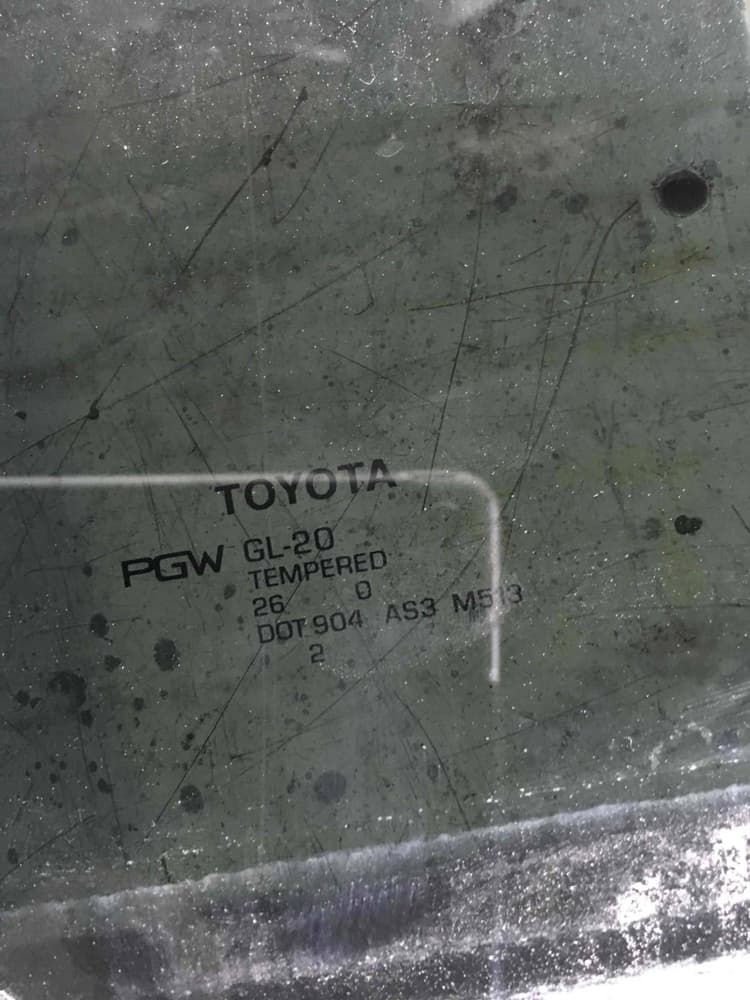 TOYOTA
PGW GL-20
TEMPERED
26 0
DOT 904 AS3 M513
2